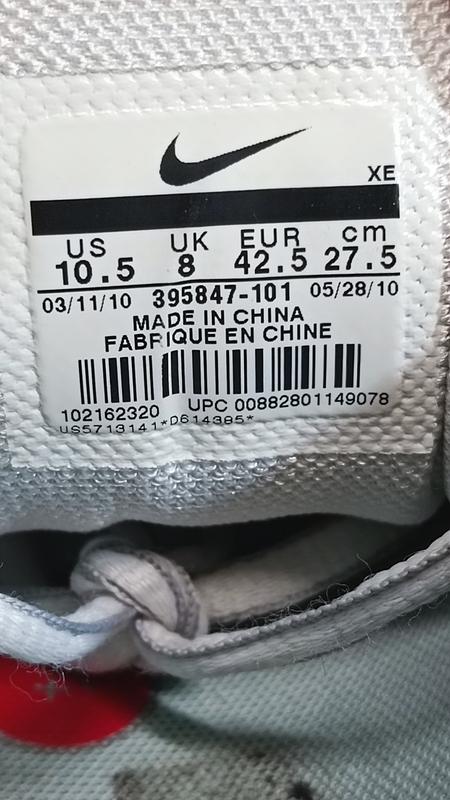 XE
US UK EUR cm
10.5 8 42.5 27.5
03/11/10 395847-101 05/28/10
MADE IN CHINA
FABRIQUE EN CHINE
102162320 UPC 00882801149078
US5713141*D614385*